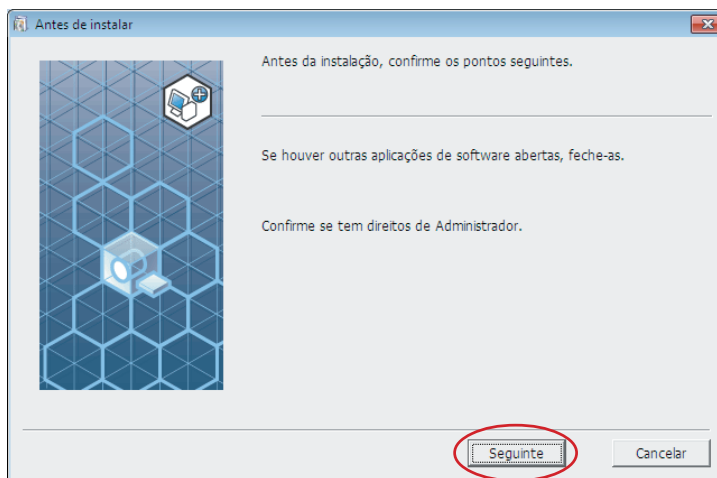 Antes de instalar
Antes da instalação, confirme os pontos seguintes.
Se houver outras aplicações de software abertas, feche-as.
Confirme se tem direitos de Administrador.
Seguinte
Cancelar